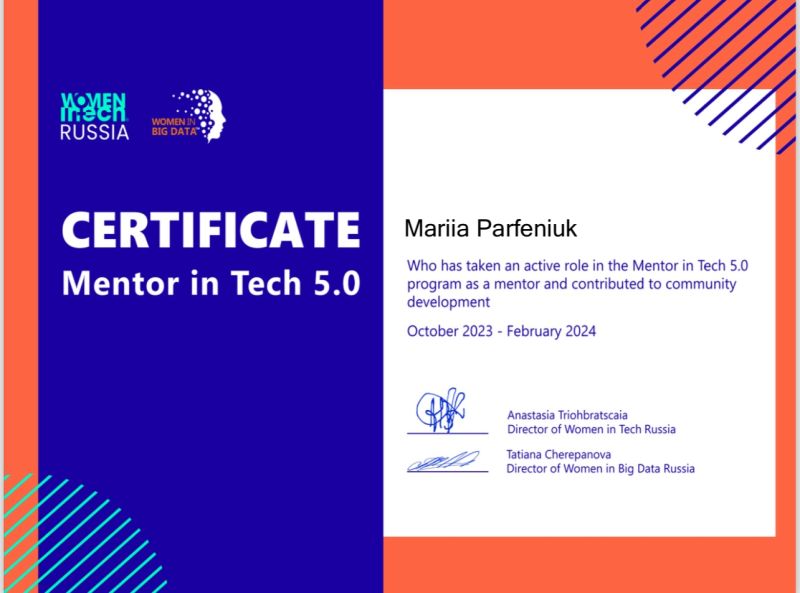 WOMEN
IN TECH
RUSSIA
WOMEN IN
BIG DATA™
CERTIFICATE
Mentor in Tech 5.0
Mariia Parfeniuk
Who has taken an active role in the Mentor in Tech 5.0
program as a mentor and contributed to community
development
October 2023 - February 2024
Anastasia Triohbratscaia
Director of Women in Tech Russia
Tatiana Cherepanova
Director of Women in Big Data Russia